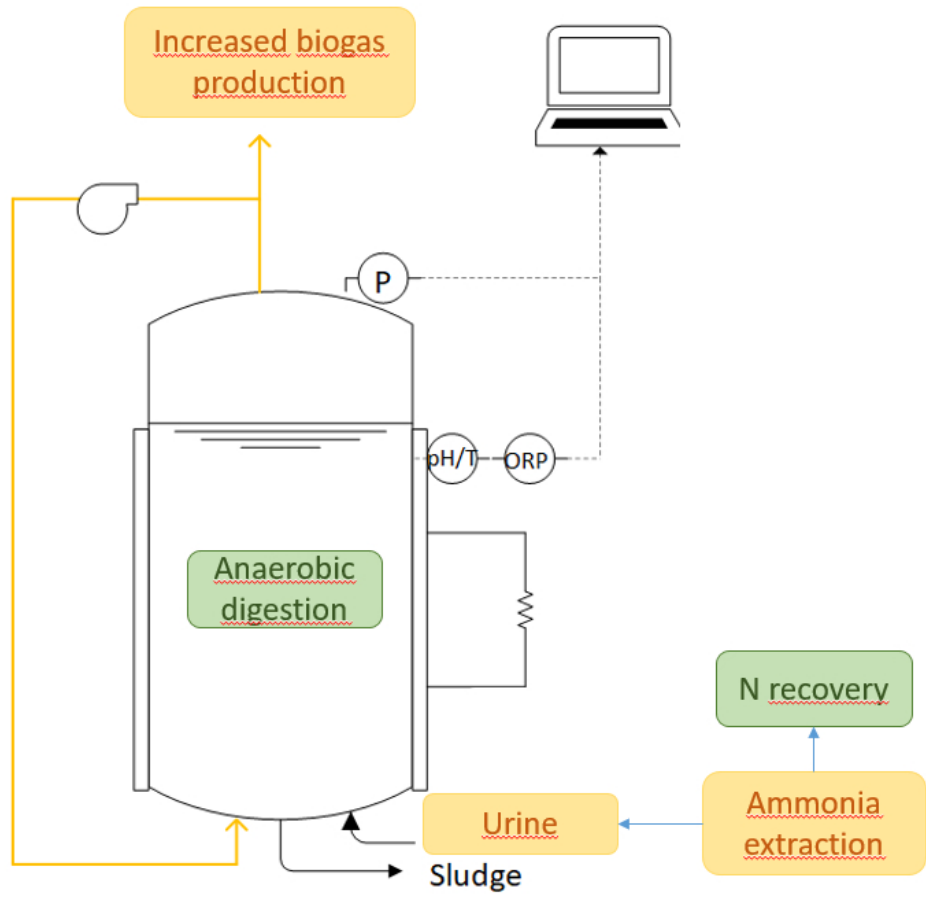 Increased biogas
production
P
pH/T
ORP
Anaerobic
digestion
N recovery
Ammonia
extraction
Urine
Sludge